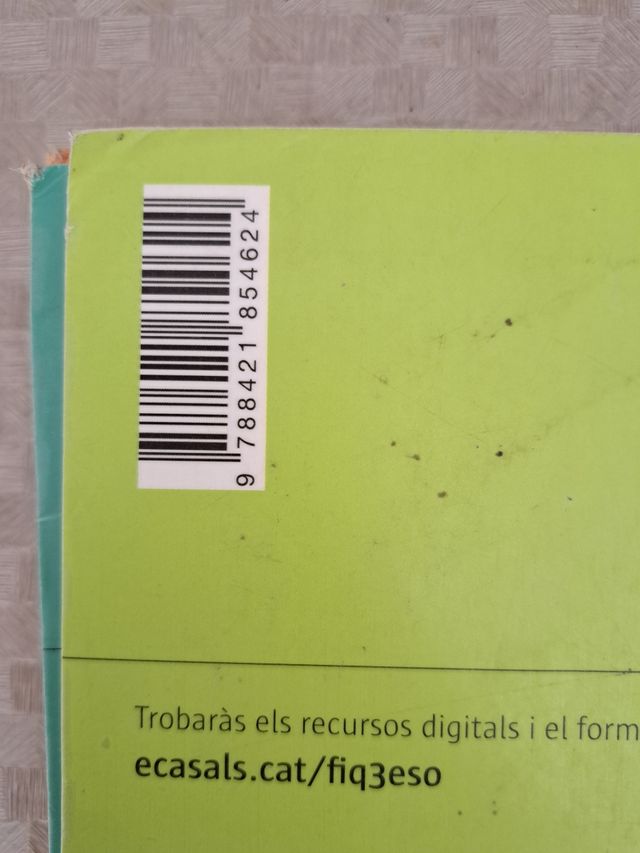 9 788421 854624
Trobaràs els recursos digitals i el form
ecasals.cat/fiq3eso